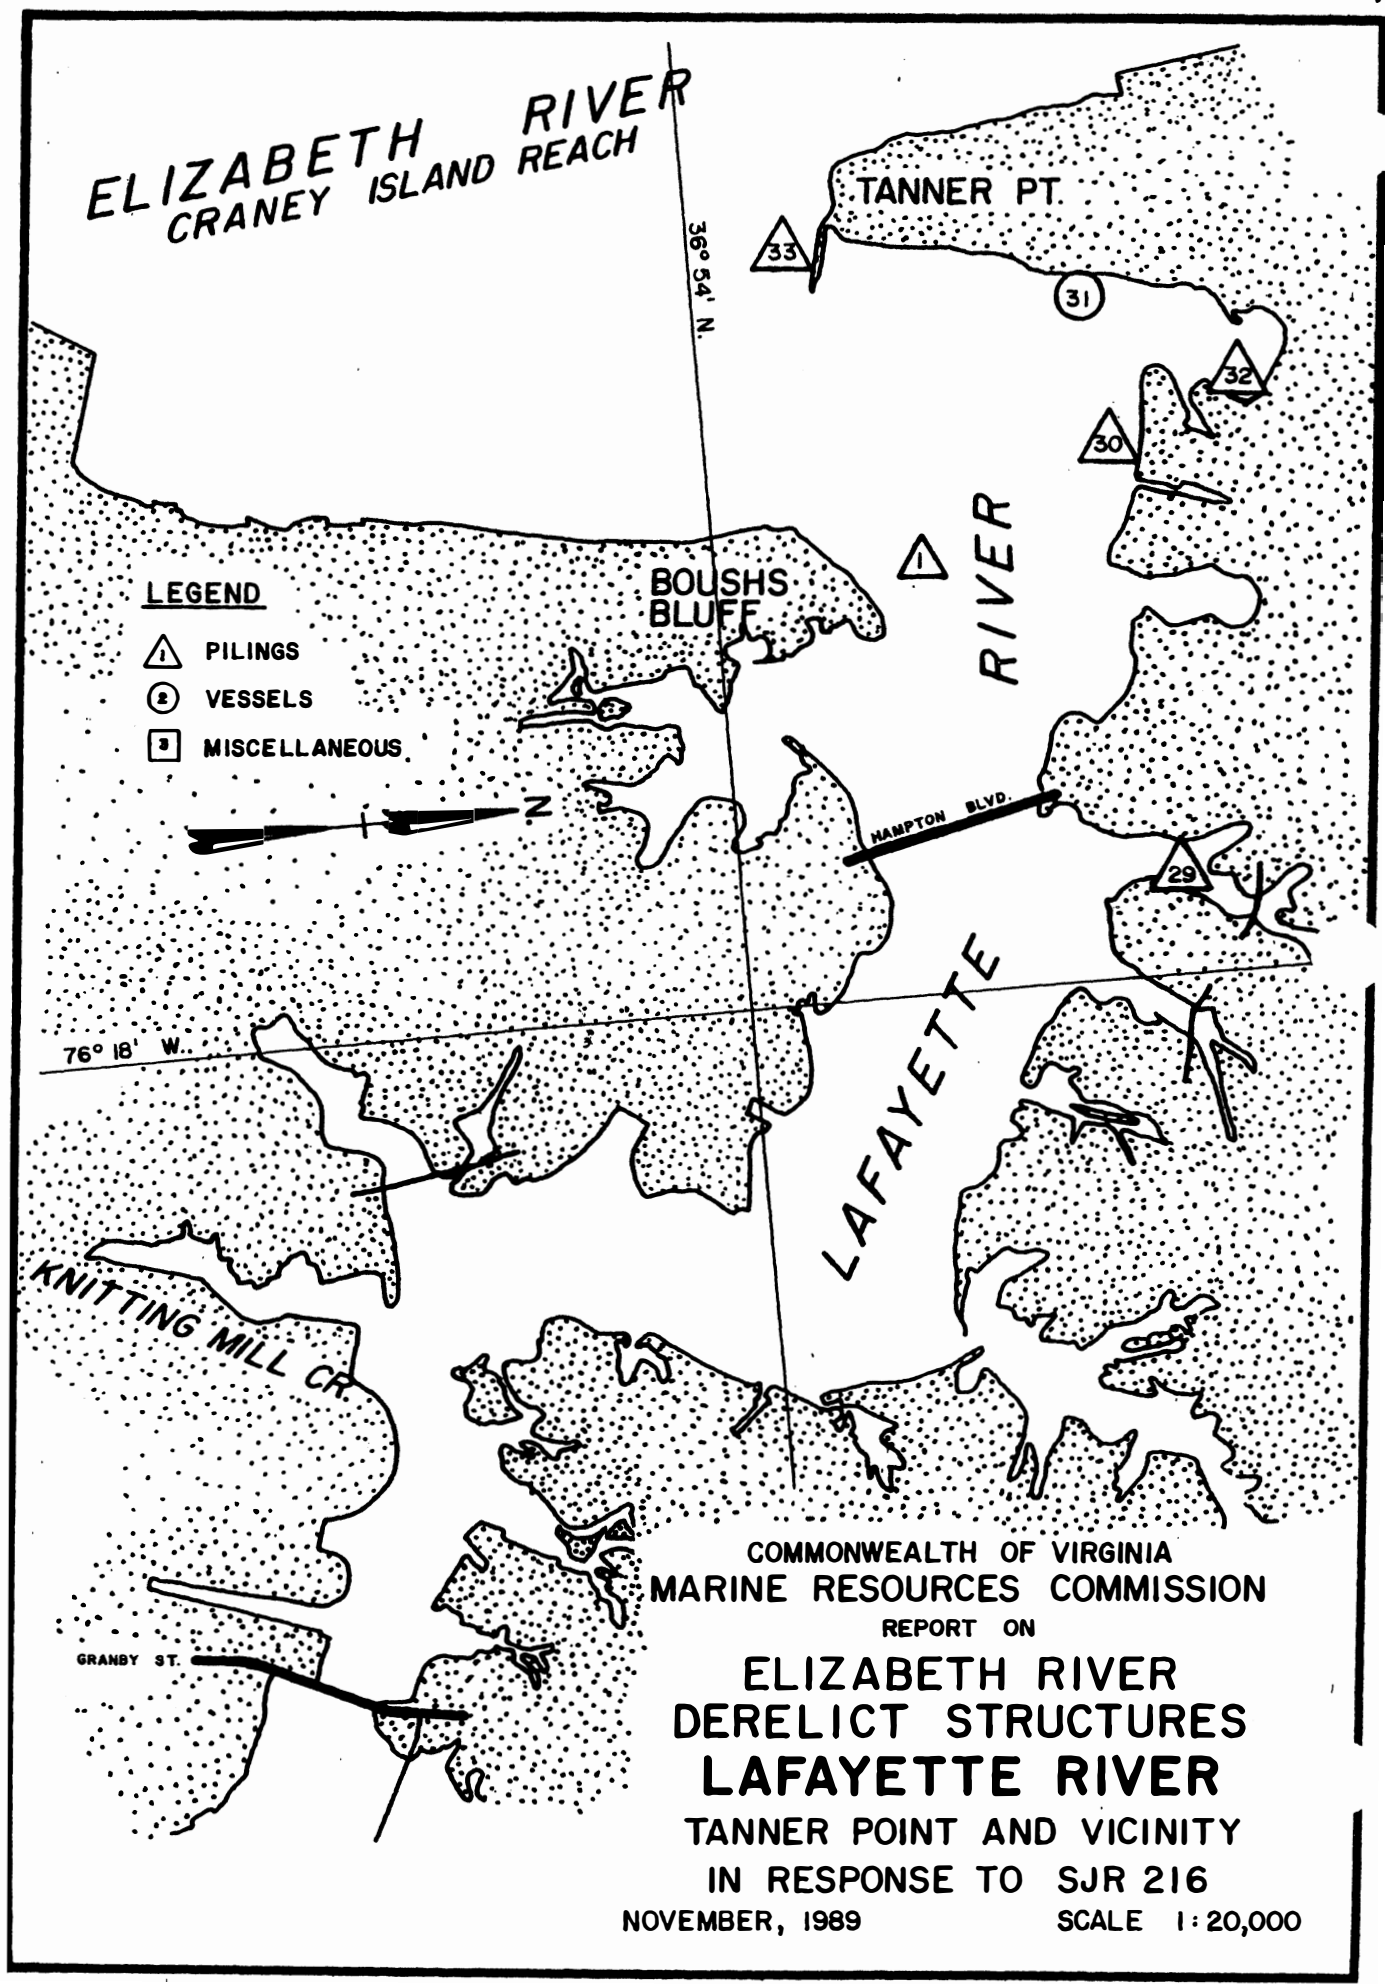 ELIZABETH RIVER
CRANEY ISLAND REACH
36° 54' N.
TANNER PT.
33
31
32
30
1
RIVER
BOUSHS
BLUFF
LEGEND
1 PILINGS
2 VESSELS
3 MISCELLANEOUS
N
HAMPTON BLVD.
29
LAFAYETTE
76° 18' W.
KNITTING MILL CR
GRANBY ST.
COMMONWEALTH OF VIRGINIA
MARINE RESOURCES COMMISSION
REPORT ON
ELIZABETH RIVER
DERELICT STRUCTURES
LAFAYETTE RIVER
TANNER POINT AND VICINITY
IN RESPONSE TO SJR 216
NOVEMBER, 1989 SCALE 1:20,000